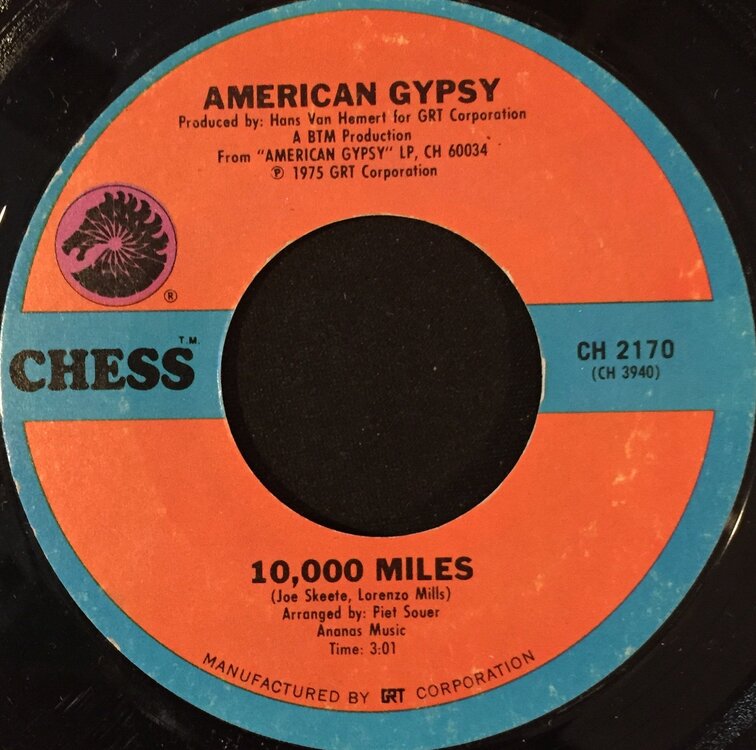 AMERICAN GYPSY
Produced by: Hans Van Hemert for GRT Corporation
A BTM Production
From "AMERICAN GYPSY" LP, CH 60034
℗ 1975 GRT Corporation
®
T.M.
CHESS
CH 2170
(CH 3940)
10,000 MILES
(Joe Skeete, Lorenzo Mills)
Arranged by: Piet Souer
Ananas Music
Time: 3:01
MANUFACTURED BY GRT CORPORATION